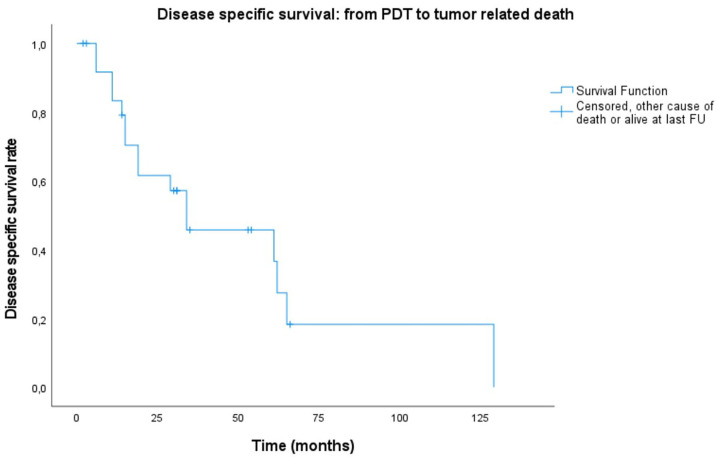 Disease specific survival: from PDT to tumor related death
1,0
0,8
0,6
0,4
0,2
0,0
Disease specific survival rate
0
25
50
75
100
125
Time (months)
Survival Function
Censored, other cause of
death or alive at last FU